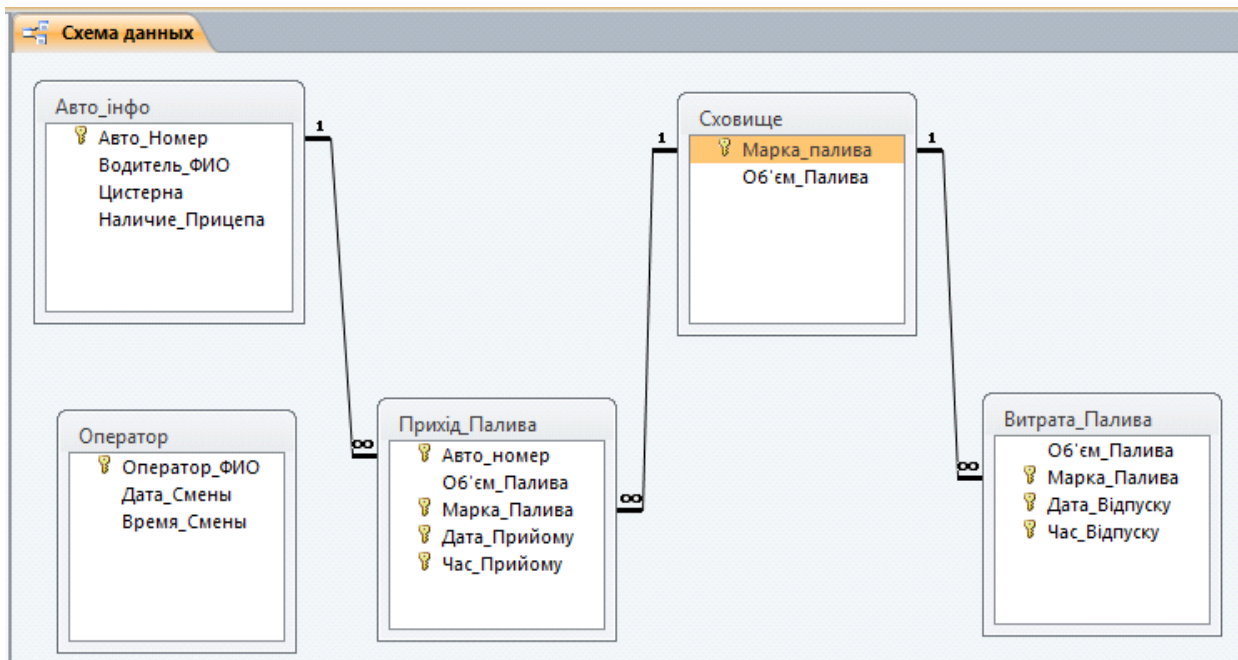 Схема данных
Авто_інфо
Авто_Номер
Водитель_ФИО
Цистерна
Наличие_Прицепа
1
Сховище
Марка_палива
Об'єм_Палива
1
1
Оператор
Оператор_ФИО
Дата_Смены
Время_Смены
Прихід_Палива
Авто_номер
Об'єм_Палива
Марка_Палива
Дата_Прийому
Час_Прийому
∞
∞
Витрата_Палива
Об'єм_Палива
Марка_Палива
Дата_Відпуску
Час_Відпуску
∞